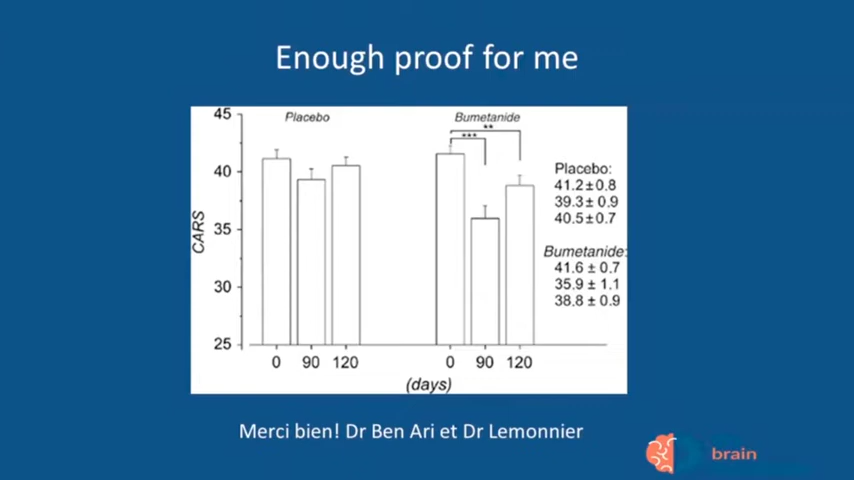 Enough proof for me
45
40
35
30
25
CARS
Placebo
Bumetanide
**
***
0 90 120 0 90 120
(days)
Placebo:
41.2±0.8
39.3±0.9
40.5±0.7
Bumetanide:
41.6 ± 0.7
35.9 ± 1.1
38.8 ± 0.9
Merci bien! Dr Ben Ari et Dr Lemonnier
brain